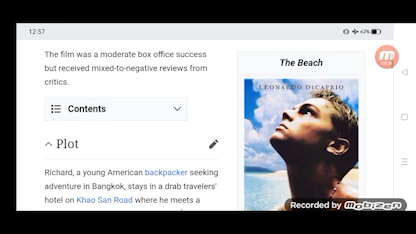 12:57
62%
The film was a moderate box office success
but received mixed-to-negative reviews from
critics.
Contents
Plot
Richard, a young American backpacker seeking
adventure in Bangkok, stays in a drab travelers'
hotel on Khao San Road where he meets a
The Beach
LEONARDO DICAPRIO
Recorded by mobizen